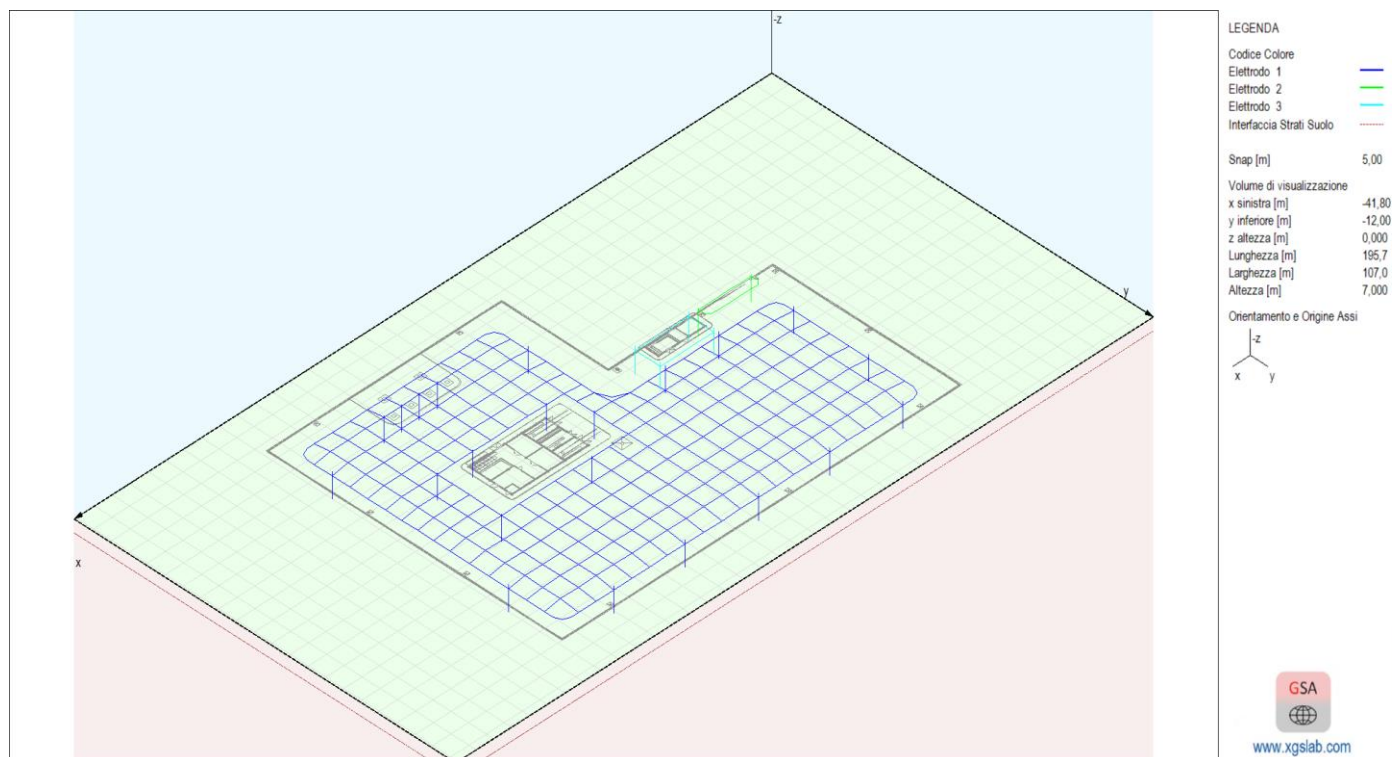 -z
y
x
LEGENDA
Codice Colore
Elettrodo 1
Elettrodo 2
Elettrodo 3
Interfaccia Strati Suolo
Snap [m] 5,00
Volume di visualizzazione
x sinistra [m] -41,80
y inferiore [m] -12,00
z altezza [m] 0,000
Lunghezza [m] 195,7
Larghezza [m] 107,0
Altezza [m] 7,000
Orientamento e Origine Assi
-z
x y
GSA
www.xgslab.com